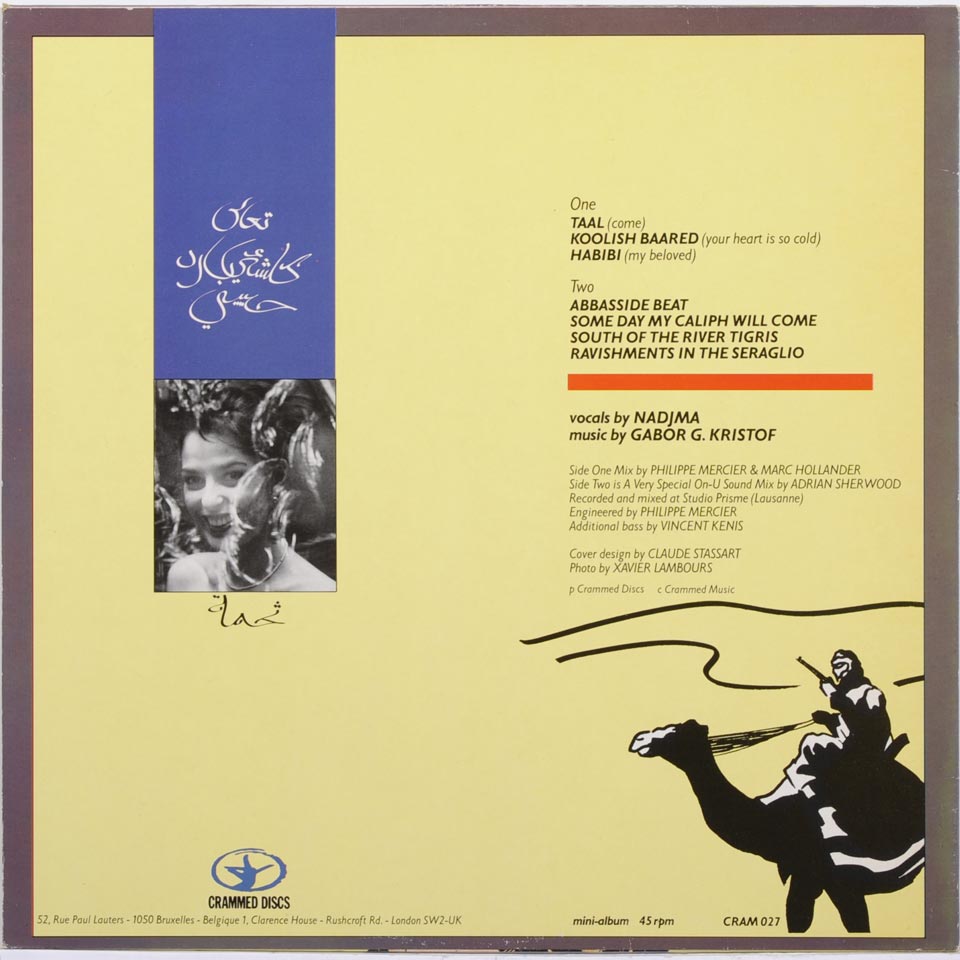 تعالى
حبيبي
One
TAAL (come)
KOOLISH BAARED (your heart is so cold)
HABIBI (my beloved)
Two
ABBASSIDE BEAT
SOME DAY MY CALIPH WILL COME
SOUTH OF THE RIVER TIGRIS
RAVISHMENTS IN THE SERAGLIO
vocals by NADJMA
music by GABOR G. KRISTOF
Side One Mix by PHILIPPE MERCIER & MARC HOLLANDER
Side Two is A Very Special On-U Sound Mix by ADRIAN SHERWOOD
Recorded and mixed at Studio Prisme (Lausanne)
Engineered by PHILIPPE MERCIER
Additional bass by VINCENT KENIS
Cover design by CLAUDE STASSART
Photo by XAVIER LAMBOURS
p Crammed Discs c Crammed Music
CRAMMED DISCS
52, Rue Paul Lauters - 1050 Bruxelles - Belgique 1, Clarence House - Rushcroft Rd. - London SW2-UK
mini-album 45 rpm CRAM 027